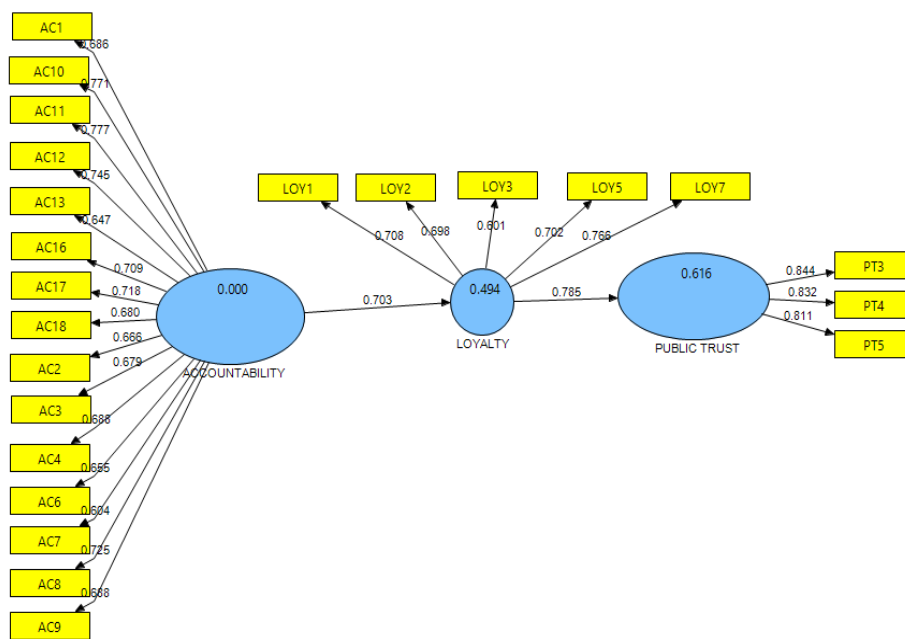 AC1
0.686
AC10
0.771
AC11
0.777
AC12
0.745
AC13
0.647
AC16
0.709
AC17
0.718
AC18
0.680
AC2
0.666
AC3
0.679
AC4
0.688
AC6
0.655
AC7
0.604
AC8
0.725
AC9
0.638
0.000
ACCOUNTABILITY
0.703
LOY1
LOY2
LOY3
LOY5
LOY7
0.708
0.698
0.601
0.702
0.766
0.494
LOYALTY
0.785
0.616
PUBLIC TRUST
0.844
PT3
0.832
PT4
0.811
PT5